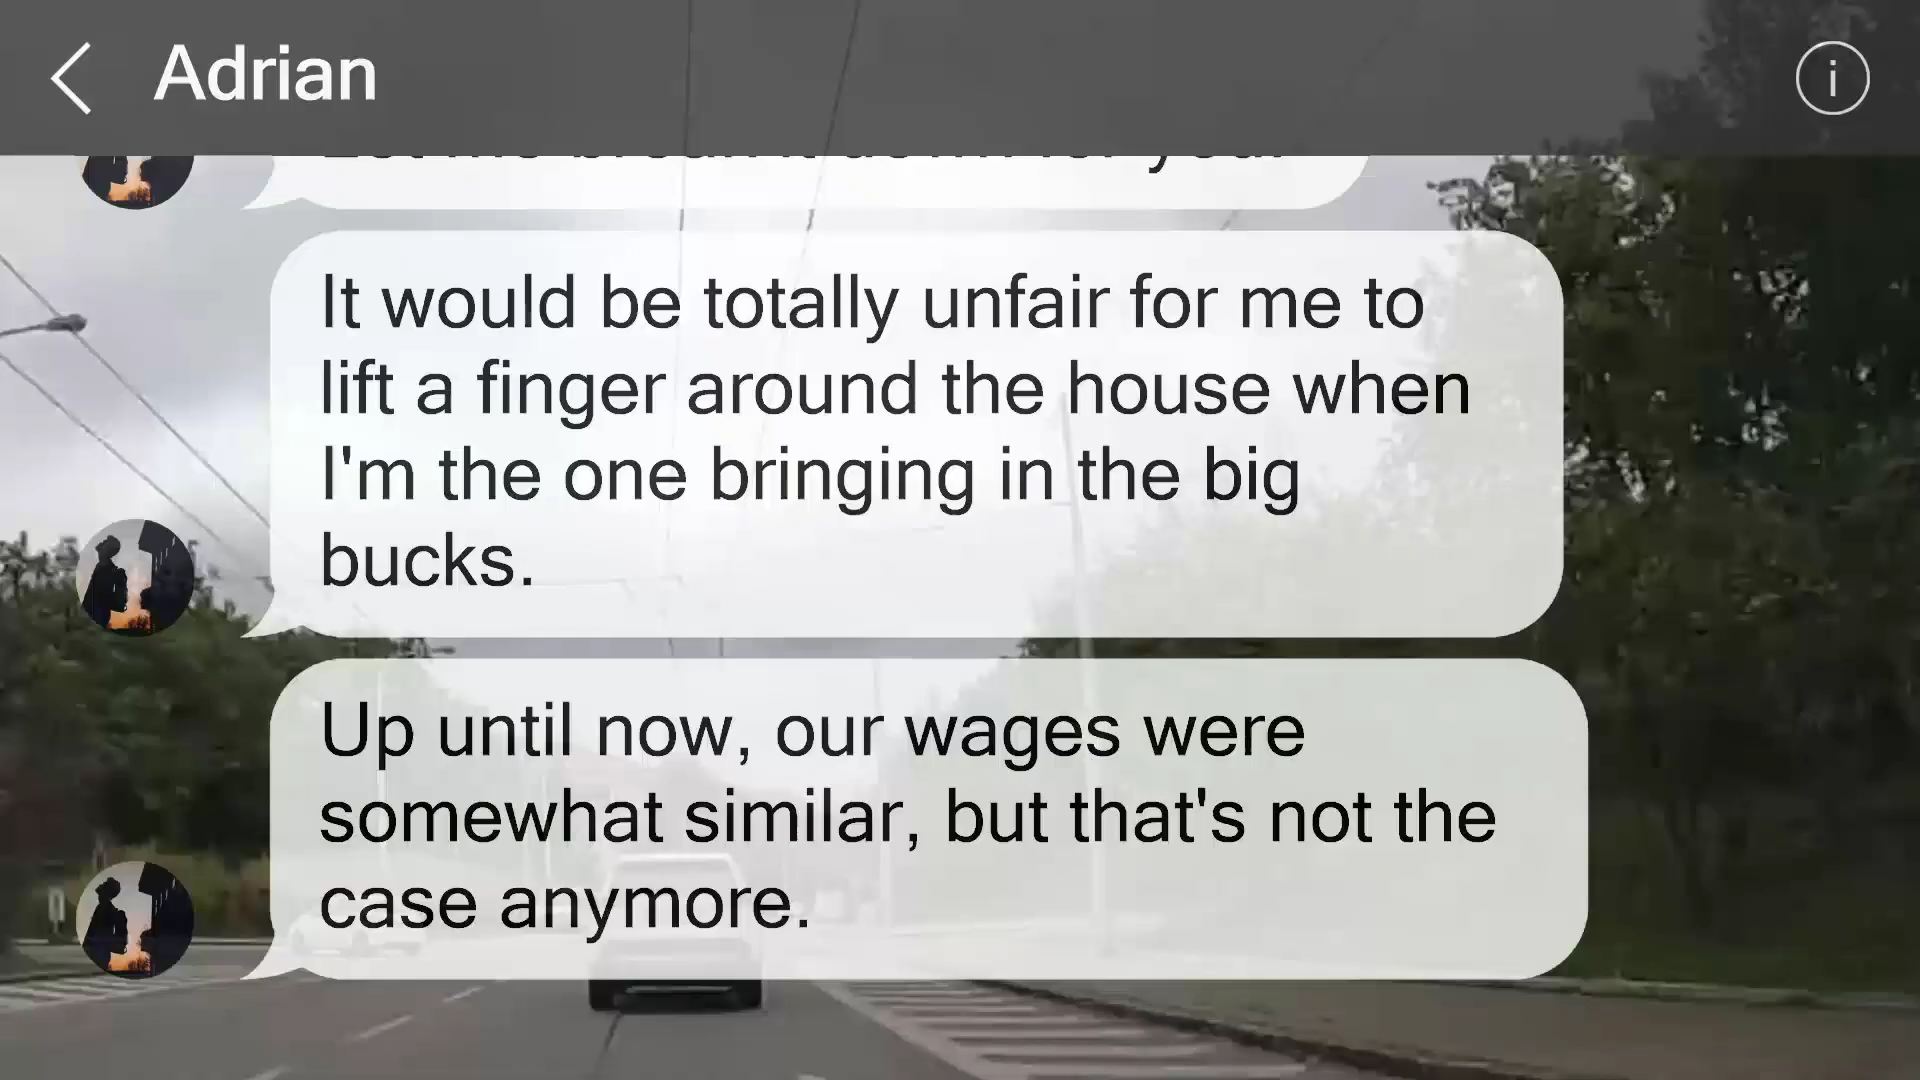 Adrian
It would be totally unfair for me to
lift a finger around the house when
I'm the one bringing in the big
bucks.
Up until now, our wages were
somewhat similar, but that's not the
case anymore.